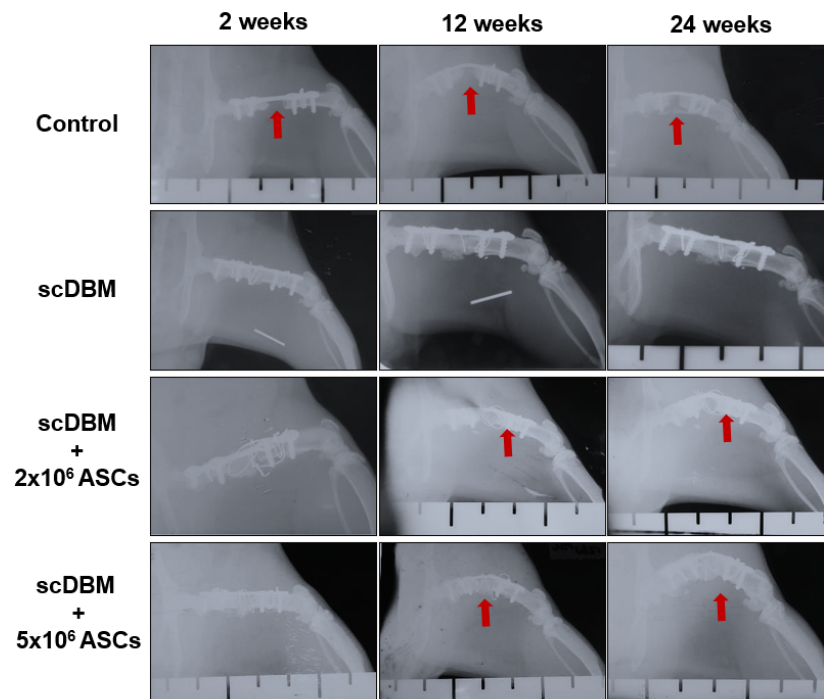 2 weeks
12 weeks
24 weeks
Control
scDBM
scDBM
+
2x10⁶ ASCs
scDBM
+
5x10⁶ ASCs